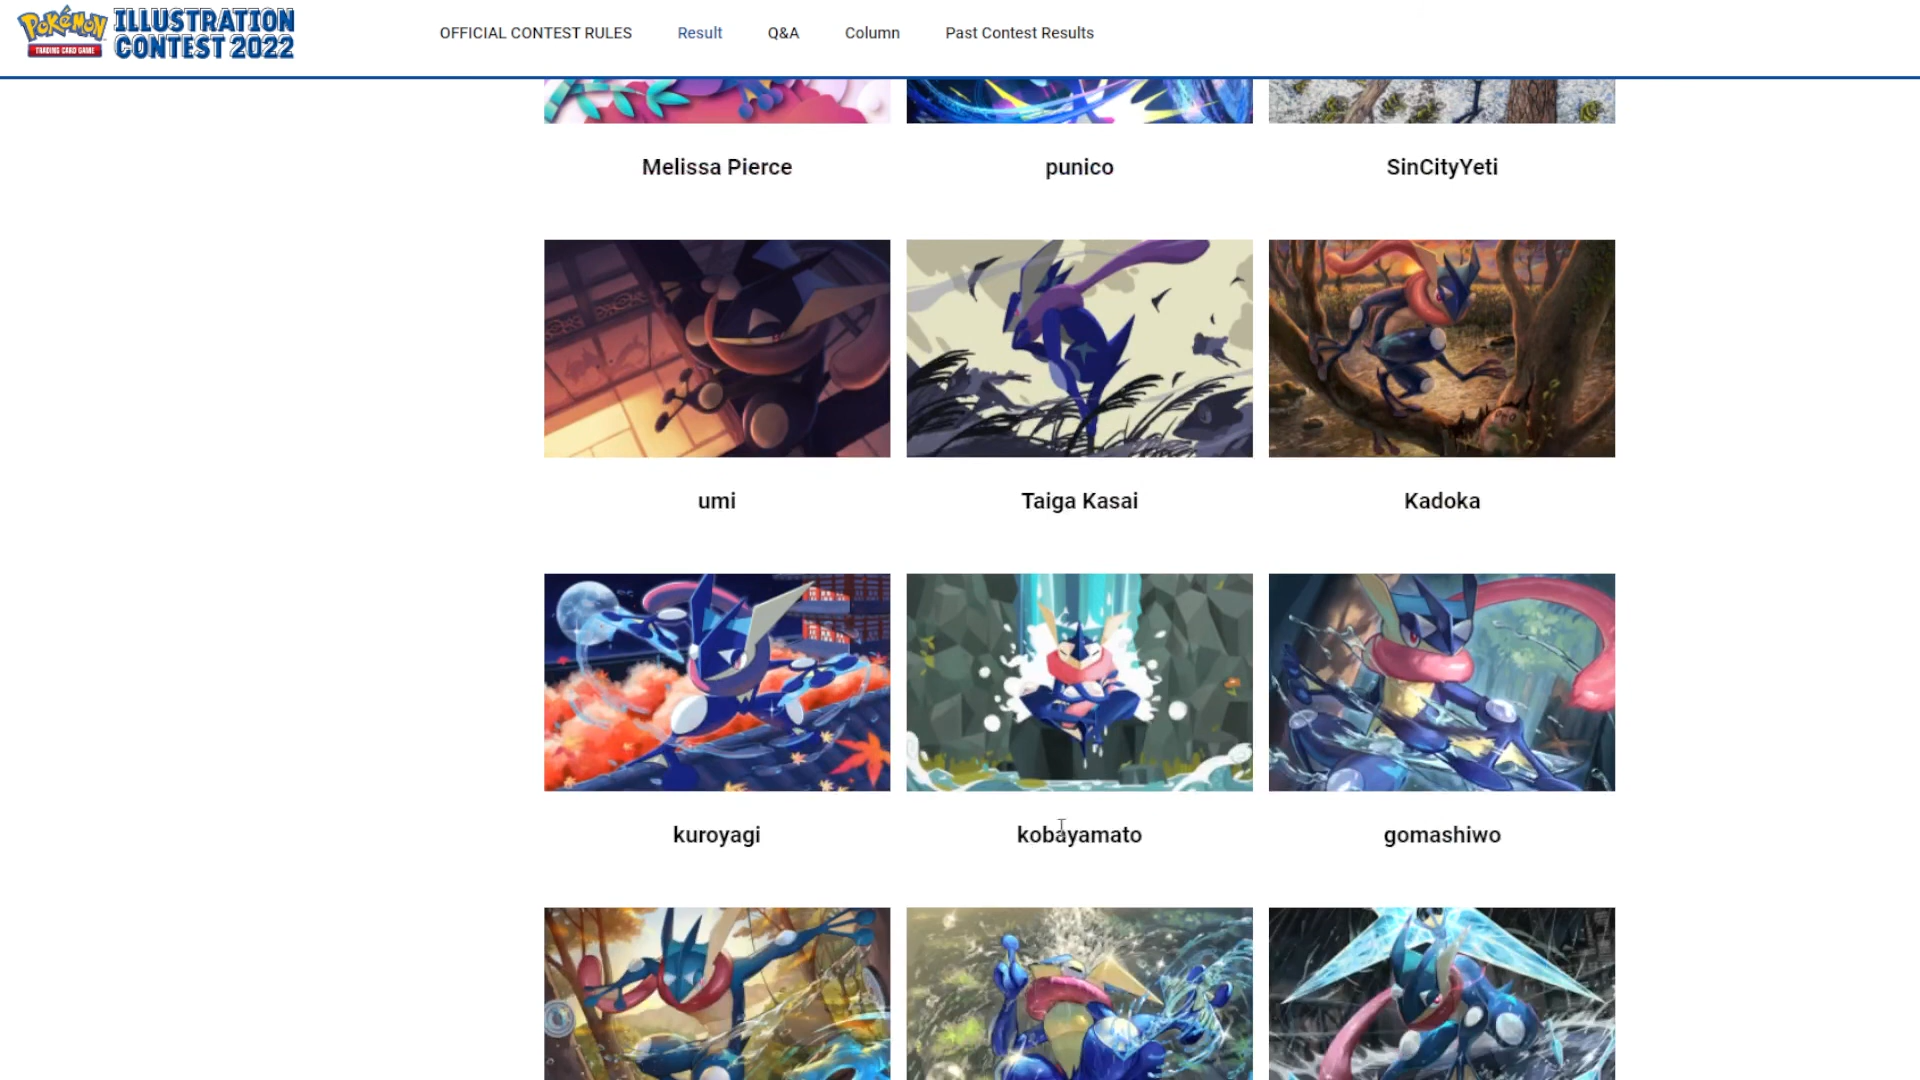 Pokémon
TRADING CARD GAME
ILLUSTRATION
CONTEST 2022
OFFICIAL CONTEST RULES
Result
Q&A
Column
Past Contest Results
Melissa Pierce
punico
SinCityYeti
umi
Taiga Kasai
Kadoka
kuroyagi
kobayamato
gomashiwo